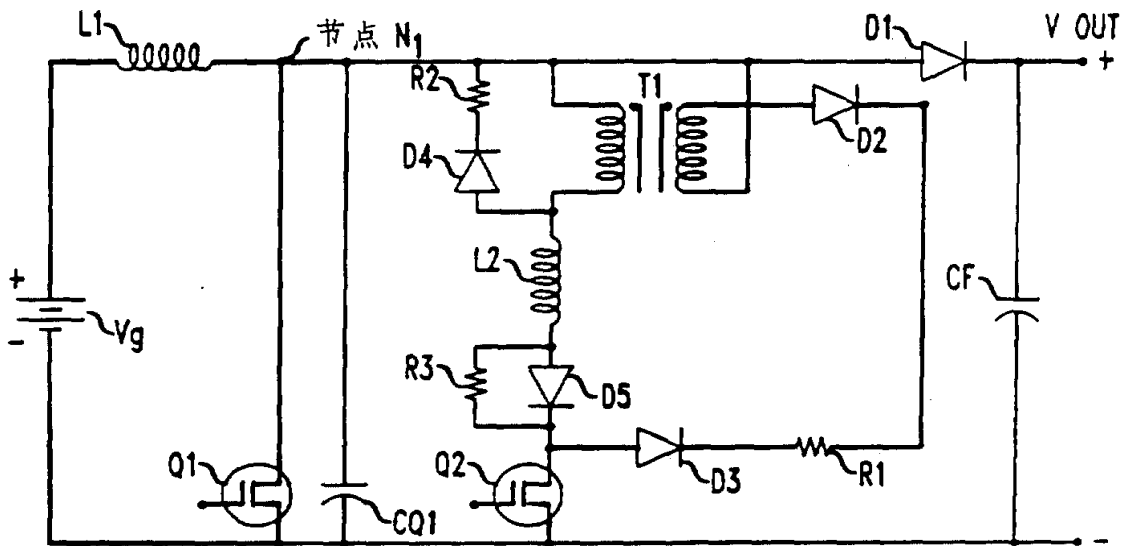 L1
节点 N1
D1
V OUT
+
R2
T1
D2
D4
L2
CF
+
Vg
-
R3
D5
Q1
Q2
D3
R1
CQ1
-